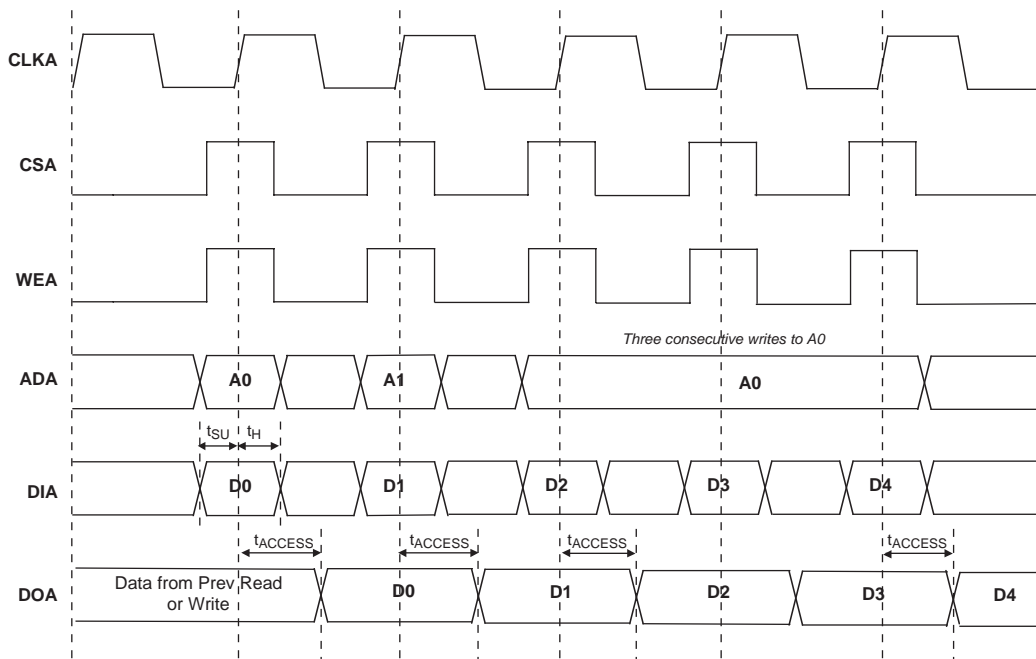 CLKA
CSA
WEA
Three consecutive writes to A0
ADA A0 A1 A0
tSU tH
DIA D0 D1 D2 D3 D4
tACCESS tACCESS tACCESS tACCESS
Data from Prev Read
or Write
DOA D0 D1 D2 D3 D4